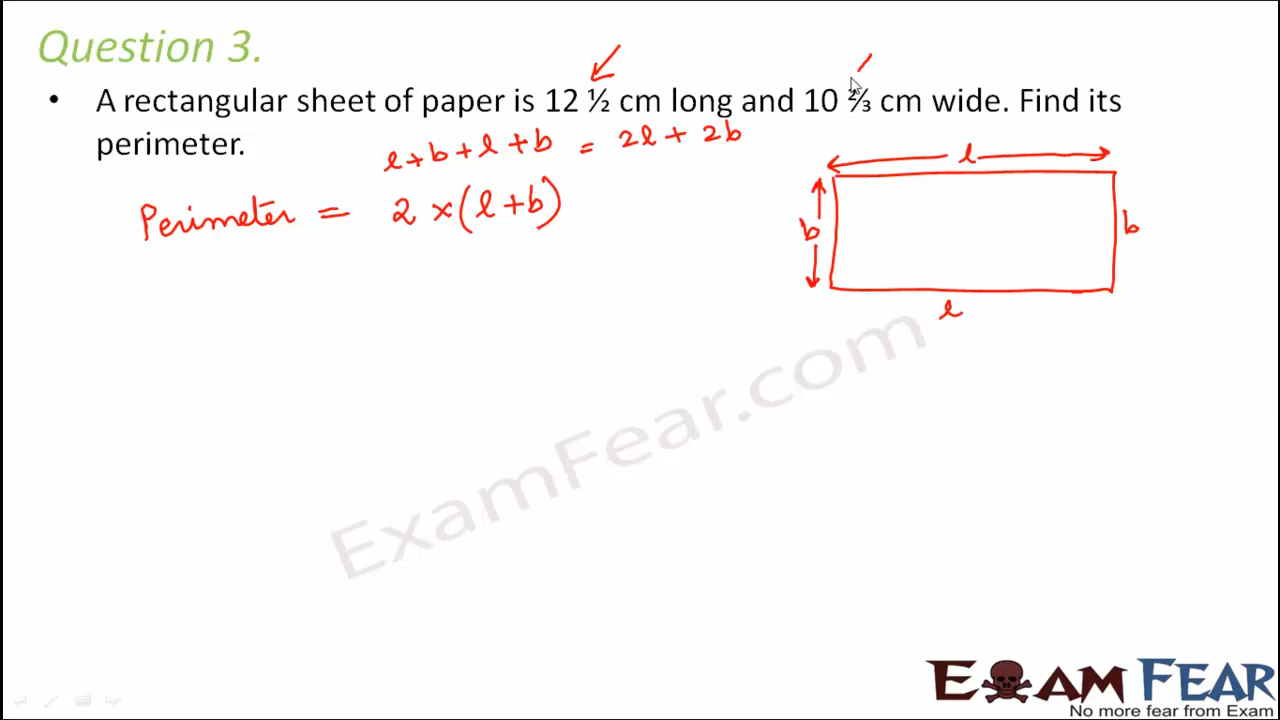 Question 3.
• A rectangular sheet of paper is 12 ½ cm long and 10 ⅔ cm wide. Find its
perimeter.
l+b+l+b = 2l + 2b
Perimeter = 2 × (l+b)
l
b
b
l
ExamFear.com
EXAM FEAR
No more fear from Exam